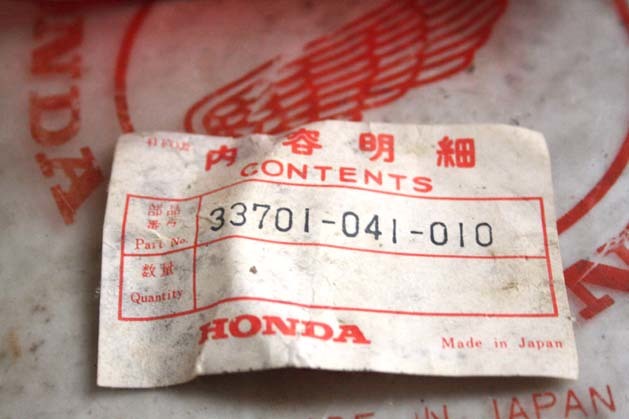 NDA
内容明細
CONTENTS
部品番号
Part No.
33701-041-010
数量
Quantity
HONDA
Made in Japan
IN JAPAN